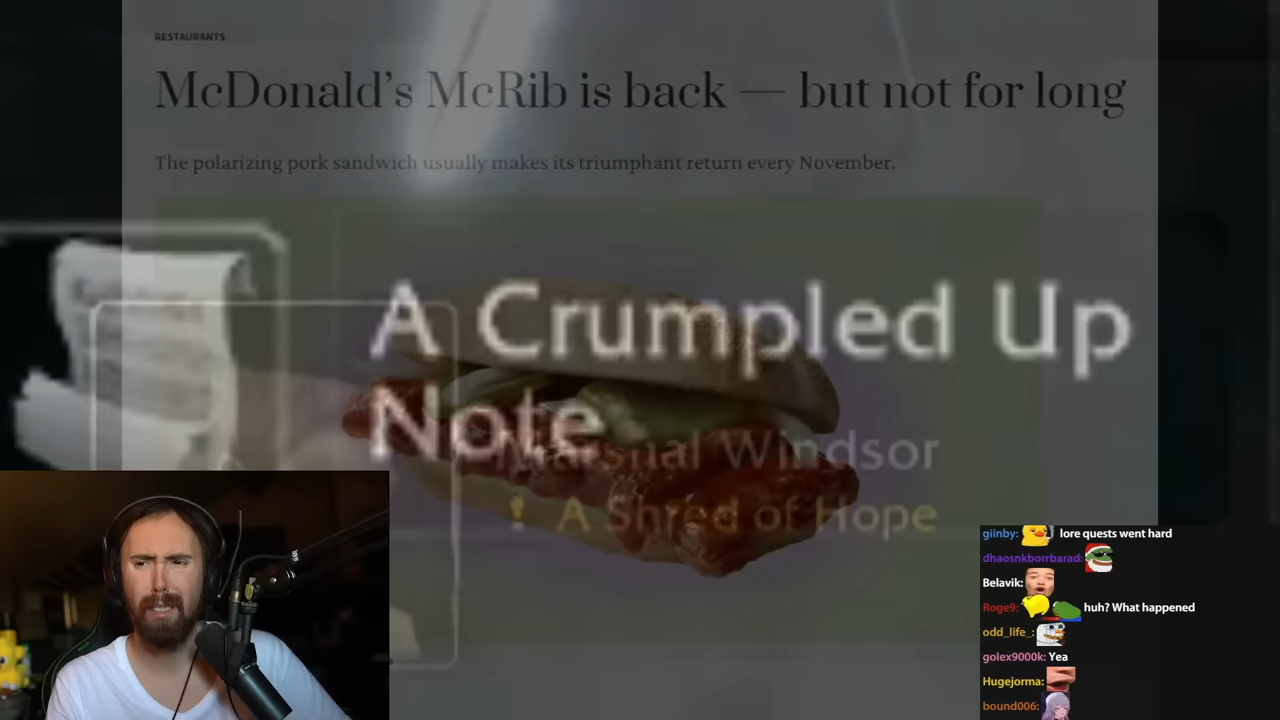 RESTAURANTS
McDonald's McRib is back — but not for long
The polarizing pork sandwich usually makes its triumphant return every November.
A Crumpled Up
Note
Marshal Windsor
! A Shred of Hope
giinby: lore quests went hard
dhaosnkborrbarad:
Belavik:
Roge9: huh? What happened
odd_life_:
golex9000k: Yea
Hugejorma:
bound006: